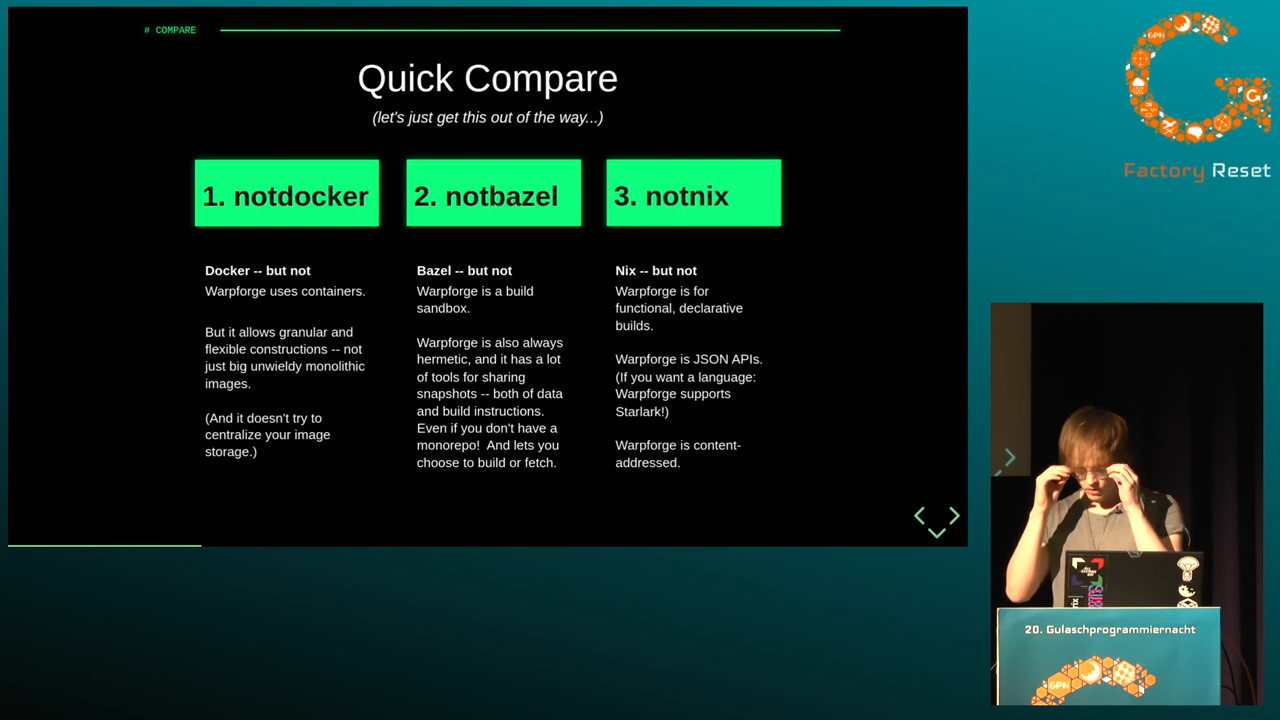 # COMPARE
Quick Compare
(let's just get this out of the way...)
1. notdocker
2. notbazel
3. notnix
Docker -- but not
Warpforge uses containers.
But it allows granular and
flexible constructions -- not
just big unwieldy monolithic
images.
(And it doesn't try to
centralize your image
storage.)
Bazel -- but not
Warpforge is a build
sandbox.
Warpforge is also always
hermetic, and it has a lot
of tools for sharing
snapshots -- both of data
and build instructions.
Even if you don't have a
monorepo!  And lets you
choose to build or fetch.
Nix -- but not
Warpforge is for
functional, declarative
builds.
Warpforge is JSON APIs.
(If you want a language:
Warpforge supports
Starlark!)
Warpforge is content-
addressed.
GPN
Factory Reset
20. Gulaschprogrammiernacht
GPN